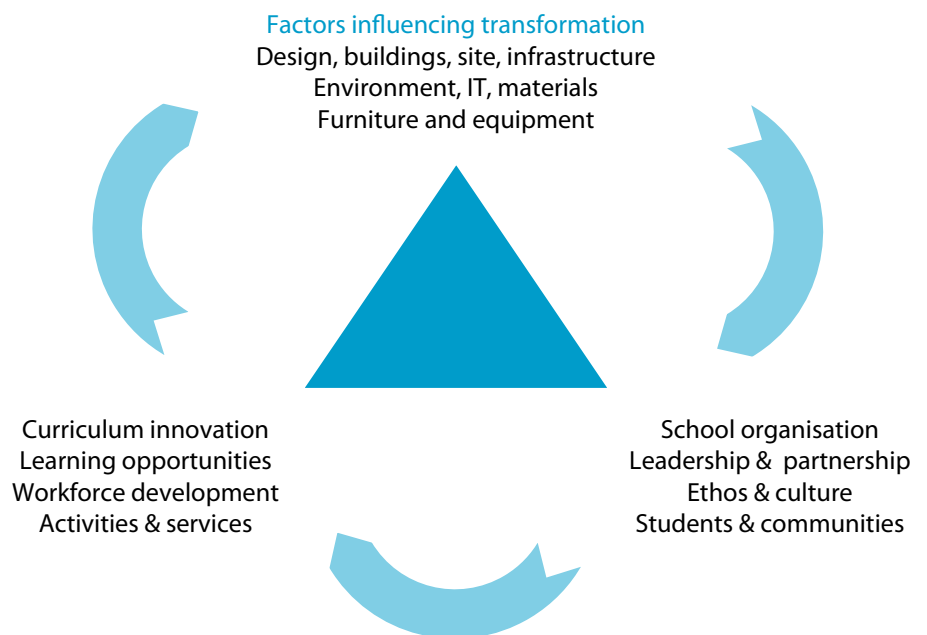 Factors influencing transformation
Design, buildings, site, infrastructure
Environment, IT, materials
Furniture and equipment
Curriculum innovation
Learning opportunities
Workforce development
Activities & services
School organisation
Leadership & partnership
Ethos & culture
Students & communities